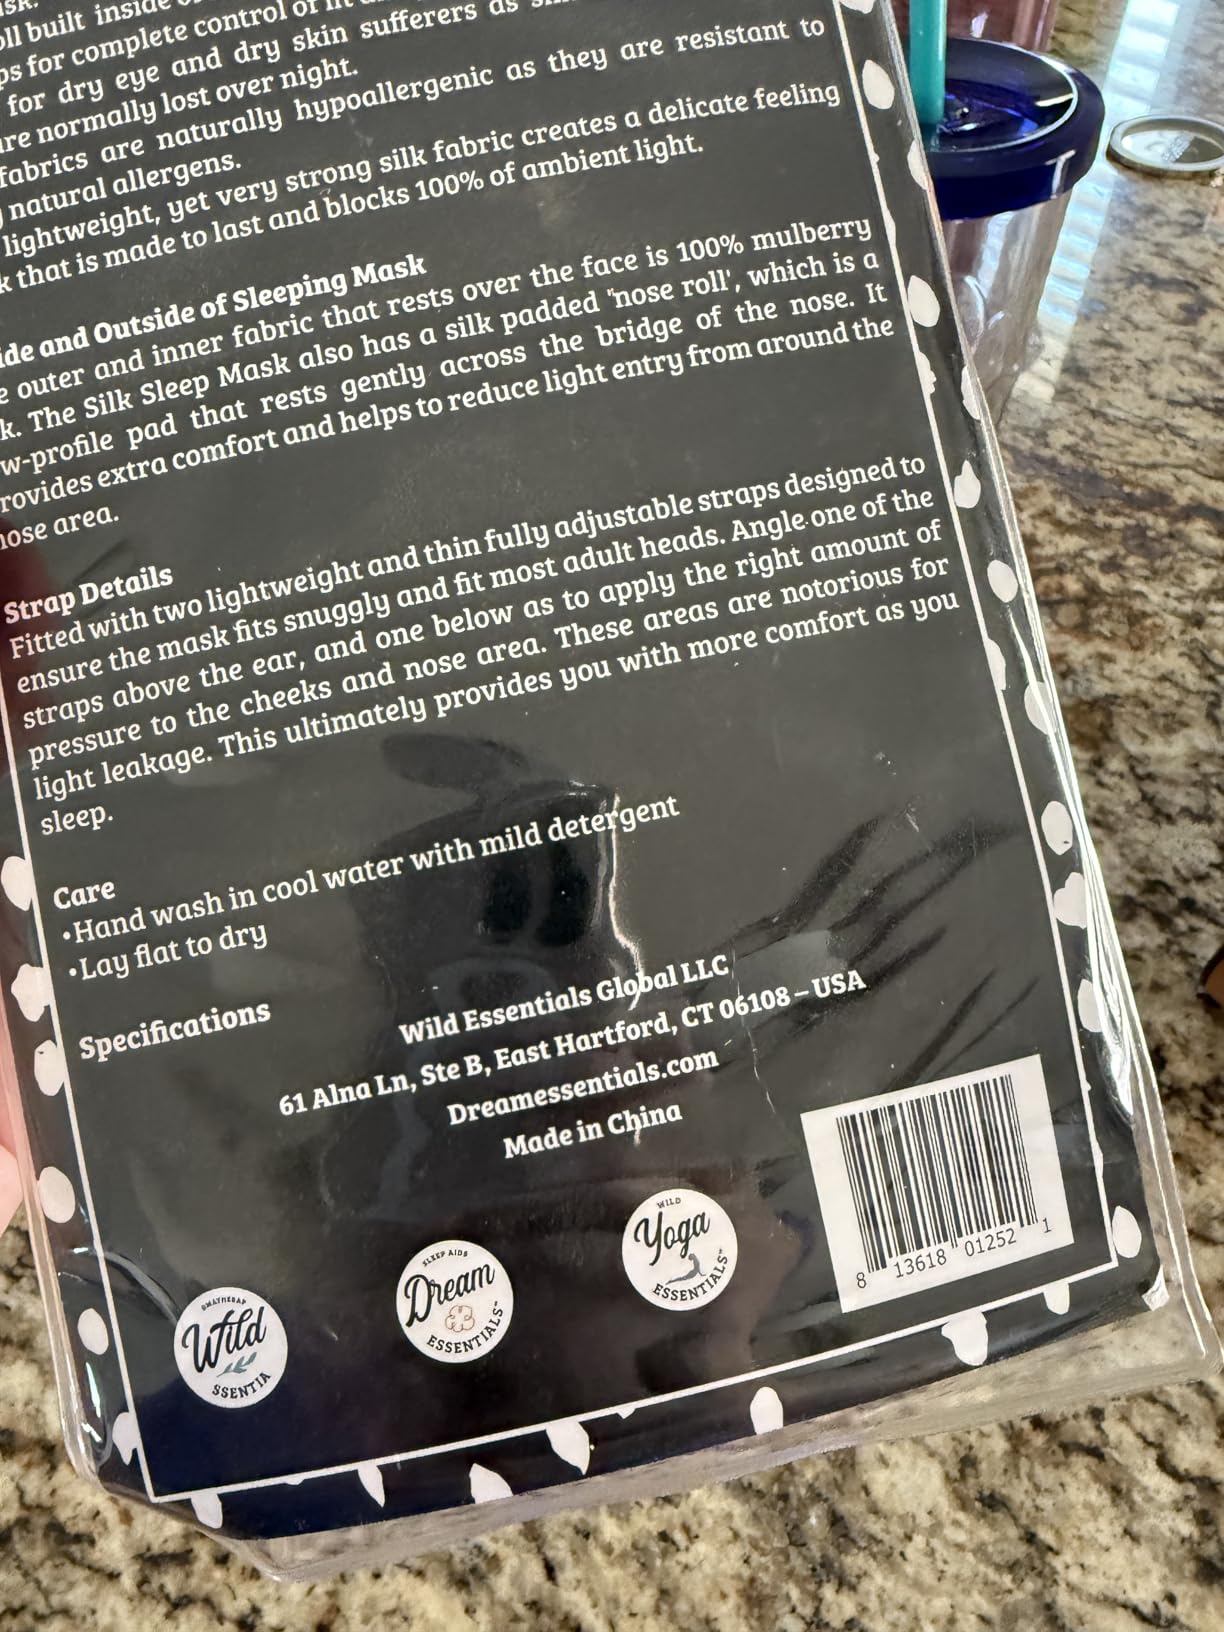 sk.
oll built inside
ps for complete control of fit
for dry eye and dry skin sufferers as
are normally lost over night.
fabrics are naturally hypoallergenic as they are resistant to
natural allergens.
lightweight, yet very strong silk fabric creates a delicate feeling
k that is made to last and blocks 100% of ambient light.
ide and Outside of Sleeping Mask
e outer and inner fabric that rests over the face is 100% mulberry
k. The Silk Sleep Mask also has a silk padded "nose roll', which is a
w-profile pad that rests gently across the bridge of the nose. It
rovides extra comfort and helps to reduce light entry from around the
nose area.
Strap Details
Fitted with two lightweight and thin fully adjustable straps designed to
ensure the mask fits snuggly and fit most adult heads. Angle one of the
straps above the ear, and one below as to apply the right amount of
pressure to the cheeks and nose area. These areas are notorious for
light leakage. This ultimately provides you with more comfort as you
sleep.
Care
•Hand wash in cool water with mild detergent
•Lay flat to dry
Specifications
Wild Essentials Global LLC
61 Alna Ln, Ste B, East Hartford, CT 06108 – USA
Dreamessentials.com
Made in China
8 13618 01252 1
WILD
Yoga
ESSENTIALS™
SLEEP AIDS
Dream
ESSENTIALS™
Wild
SSENTIA